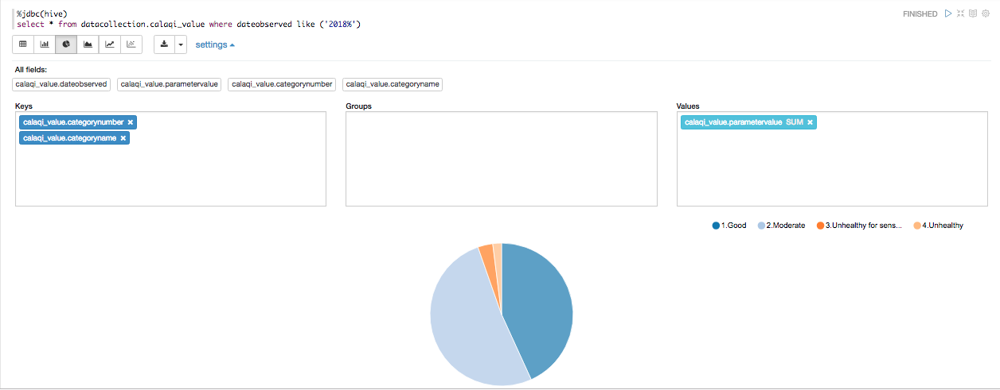 %jdbc(hive)
FINISHED
select * from datacollection.calaqi_value where dateobserved like ('2018%')
settings
All fields:
calaqi_value.dateobserved calaqi_value.parametervalue calaqi_value.categorynumber calaqi_value.categoryname
Keys Groups Values
calaqi_value.categorynumber × calaqi_value.parametervalue SUM ×
calaqi_value.categoryname ×
1.Good 2.Moderate 3.Unhealthy for sens... 4.Unhealthy